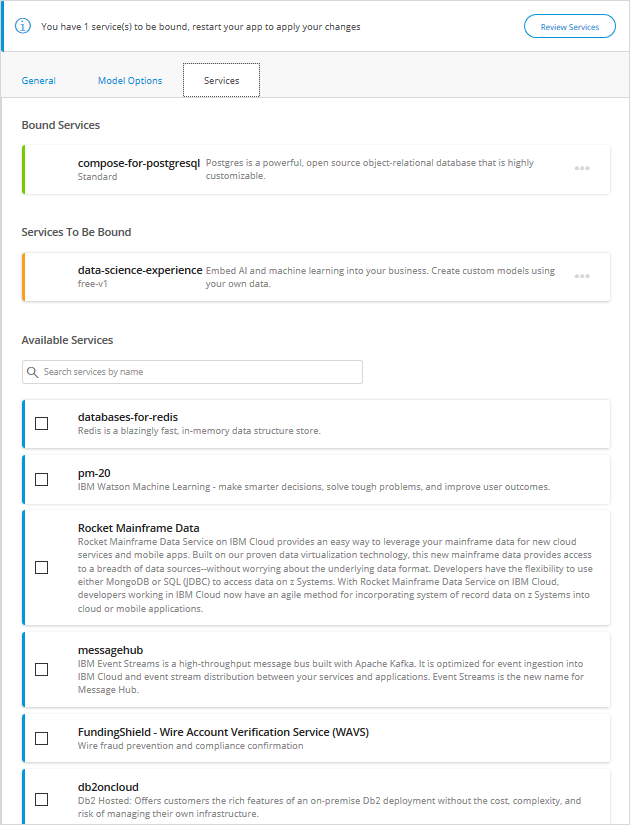 You have 1 service(s) to be bound, restart your app to apply your changes
Review Services
General
Model Options
Services
Bound Services
compose-for-postgresql
Standard
Postgres is a powerful, open source object-relational database that is highly
customizable.
Services To Be Bound
data-science-experience
free-v1
Embed AI and machine learning into your business. Create custom models using
your own data.
Available Services
Search services by name
databases-for-redis
Redis is a blazingly fast, in-memory data structure store.
pm-20
IBM Watson Machine Learning - make smarter decisions, solve tough problems, and improve user outcomes.
Rocket Mainframe Data
Rocket Mainframe Data Service on IBM Cloud provides an easy way to leverage your mainframe data for new cloud
services and mobile apps. Built on our proven data virtualization technology, this new mainframe data provides access
to a breadth of data sources--without worrying about the underlying data format. Developers have the flexibility to use
either MongoDB or SQL (JDBC) to access data on z Systems. With Rocket Mainframe Data Service on IBM Cloud,
developers working in IBM Cloud now have an agile method for incorporating system of record data on z Systems into
cloud or mobile applications.
messagehub
IBM Event Streams is a high-throughput message bus built with Apache Kafka. It is optimized for event ingestion into
IBM Cloud and event stream distribution between your services and applications. Event Streams is the new name for
Message Hub.
FundingShield - Wire Account Verification Service (WAVS)
Wire fraud prevention and compliance confirmation
db2oncloud
Db2 Hosted: Offers customers the rich features of an on-premise Db2 deployment without the cost, complexity, and
risk of managing their own infrastructure.